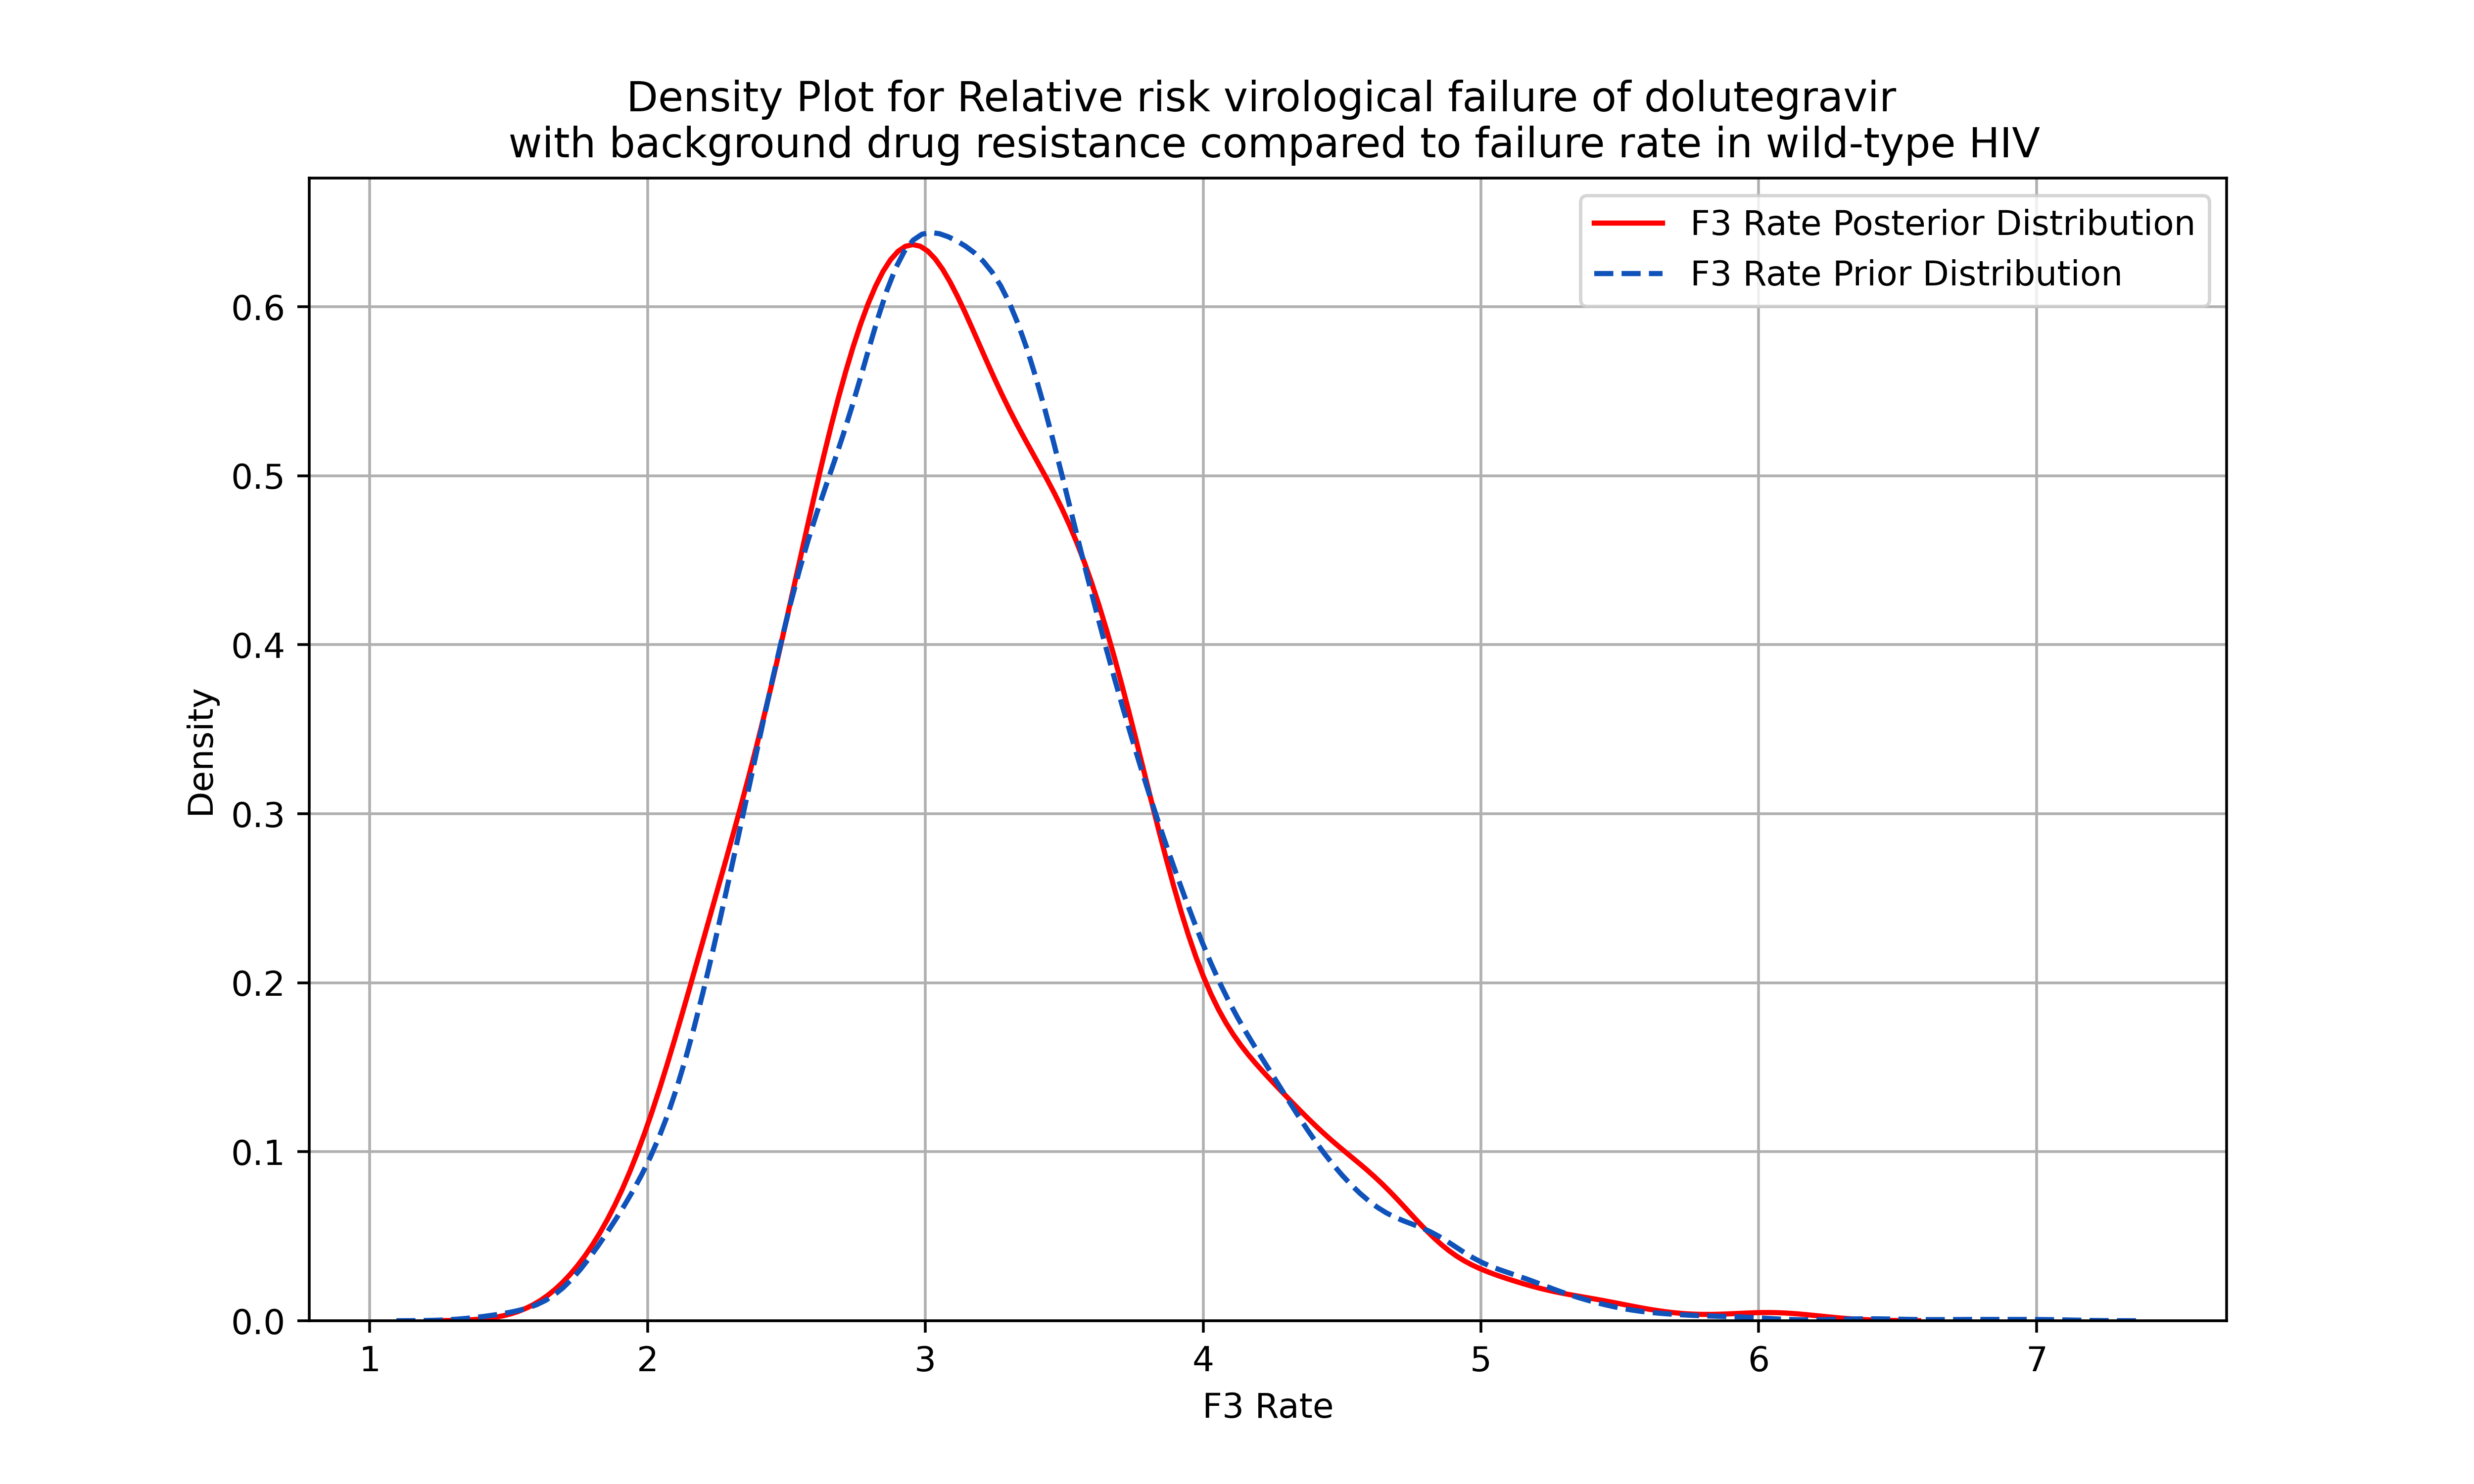 Density Plot for Relative risk virological failure of dolutegravir
with background drug resistance compared to failure rate in wild-type HIV
F3 Rate Posterior Distribution
F3 Rate Prior Distribution
0.6
0.5
0.4
0.3
0.2
0.1
0.0
Density
1 2 3 4 5 6 7
F3 Rate